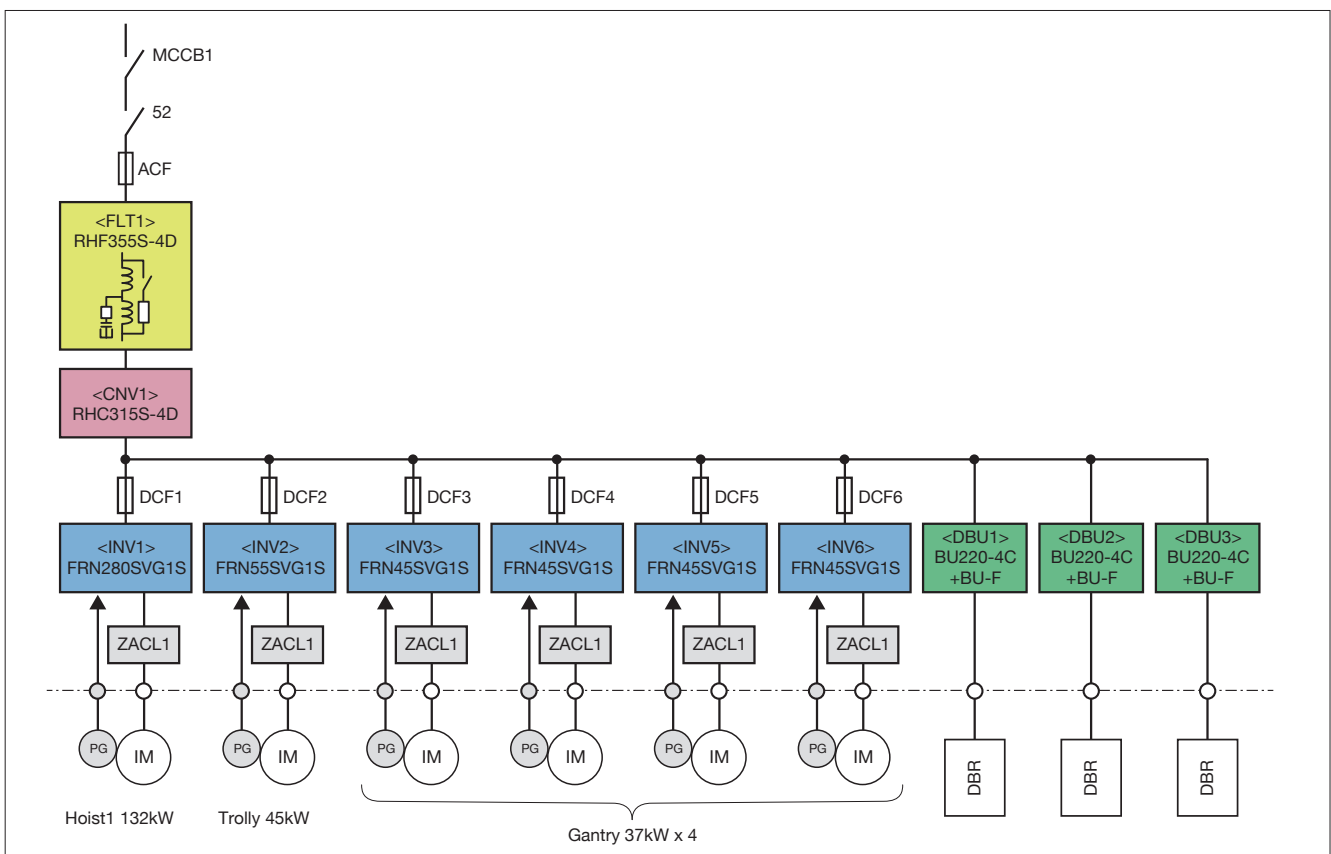 MCCB1
52
ACF
<FLT1>
RHF355S-4D
<CNV1>
RHC315S-4D
DCF1
DCF2
DCF3
DCF4
DCF5
DCF6
<INV1>
FRN280SVG1S
<INV2>
FRN55SVG1S
<INV3>
FRN45SVG1S
<INV4>
FRN45SVG1S
<INV5>
FRN45SVG1S
<INV6>
FRN45SVG1S
<DBU1>
BU220-4C
+BU-F
<DBU2>
BU220-4C
+BU-F
<DBU3>
BU220-4C
+BU-F
ZACL1
ZACL1
ZACL1
ZACL1
ZACL1
ZACL1
PG
IM
PG
IM
PG
IM
PG
IM
PG
IM
PG
IM
DBR
DBR
DBR
Hoist1 132kW
Trolly 45kW
Gantry 37kW x 4